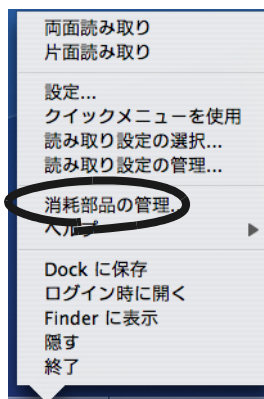 両面読み取り
片面読み取り
設定...
クイックメニューを使用
読み取り設定の選択...
読み取り設定の管理...
消耗部品の管理...
ヘルプ
Dock に保存
ログイン時に開く
Finder に表示
隠す
終了